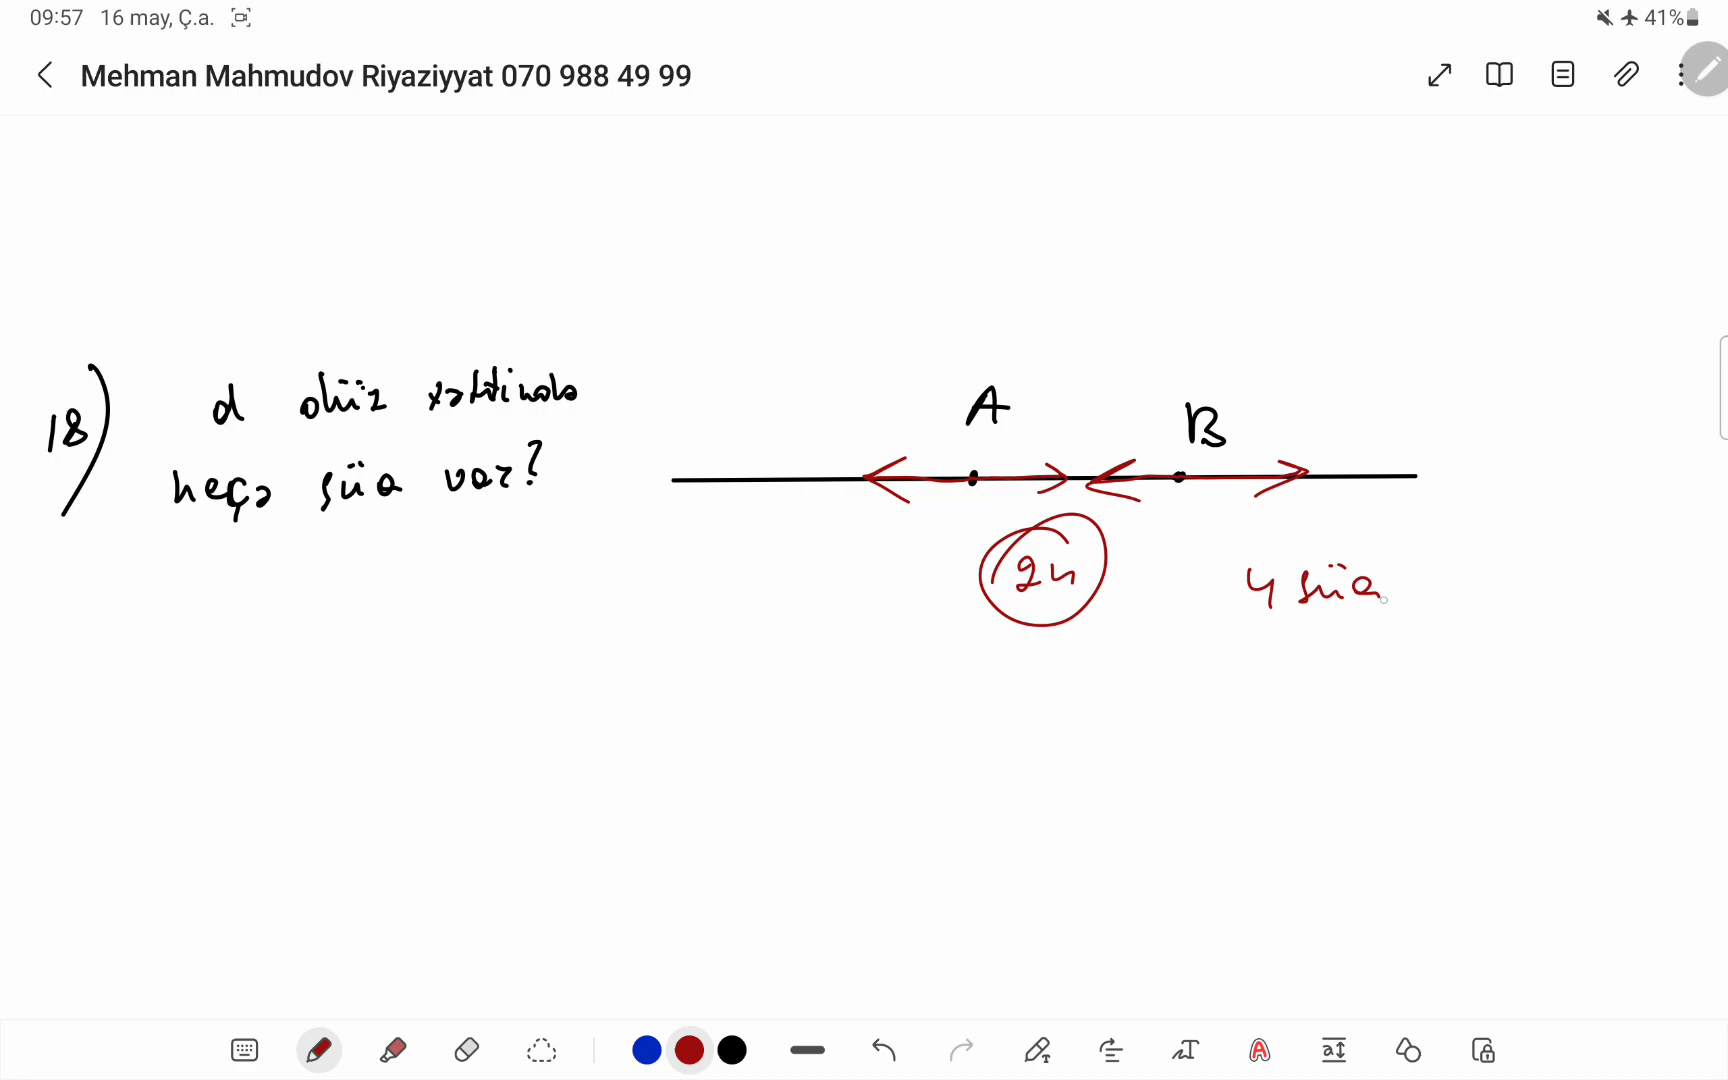 09:57 16 may, Ç.a. 41%
Mehman Mahmudov Riyaziyyat 070 988 49 99
18) d düz xəttində
neçə şüa var?
A
B
2n
4 şüa